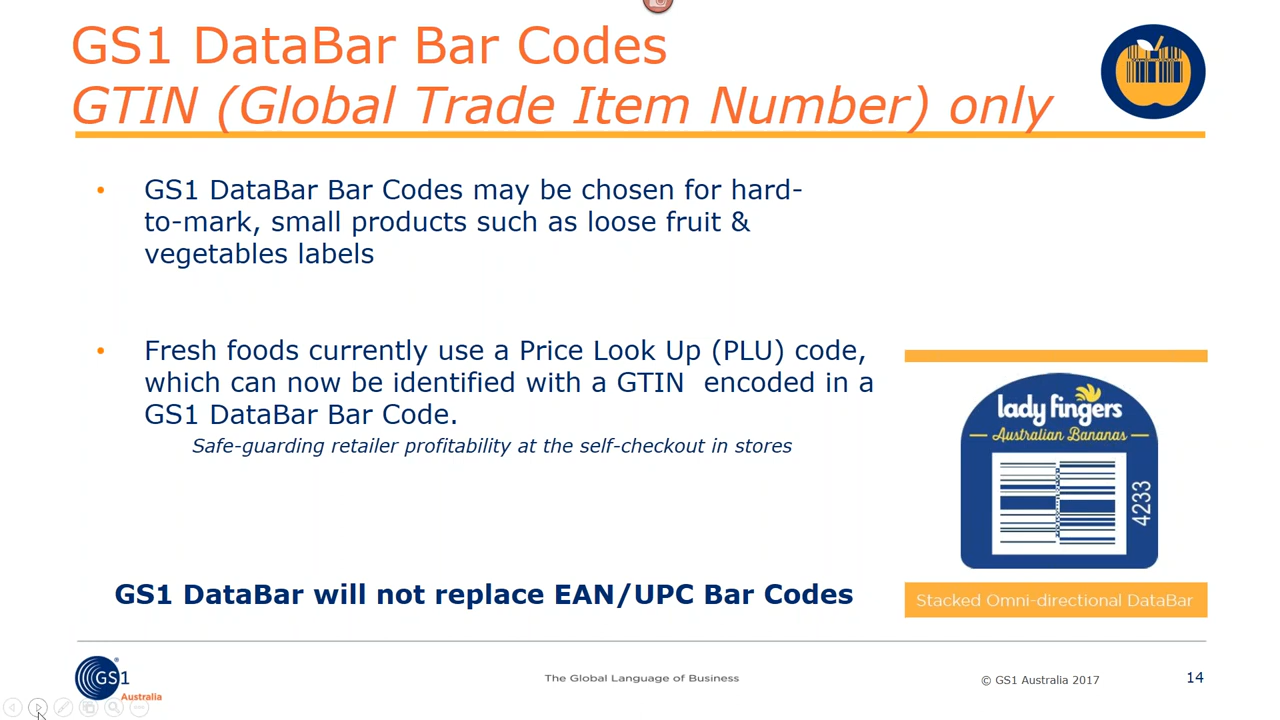 GS1 DataBar Bar Codes
GTIN (Global Trade Item Number) only
• GS1 DataBar Bar Codes may be chosen for hard-
to-mark, small products such as loose fruit &
vegetables labels
• Fresh foods currently use a Price Look Up (PLU) code,
which can now be identified with a GTIN encoded in a
GS1 DataBar Bar Code.
Safe-guarding retailer profitability at the self-checkout in stores
lady fingers
Australian Bananas
4233
Stacked Omni-directional DataBar
GS1 DataBar will not replace EAN/UPC Bar Codes
GS1
Australia
The Global Language of Business
© GS1 Australia 2017
14